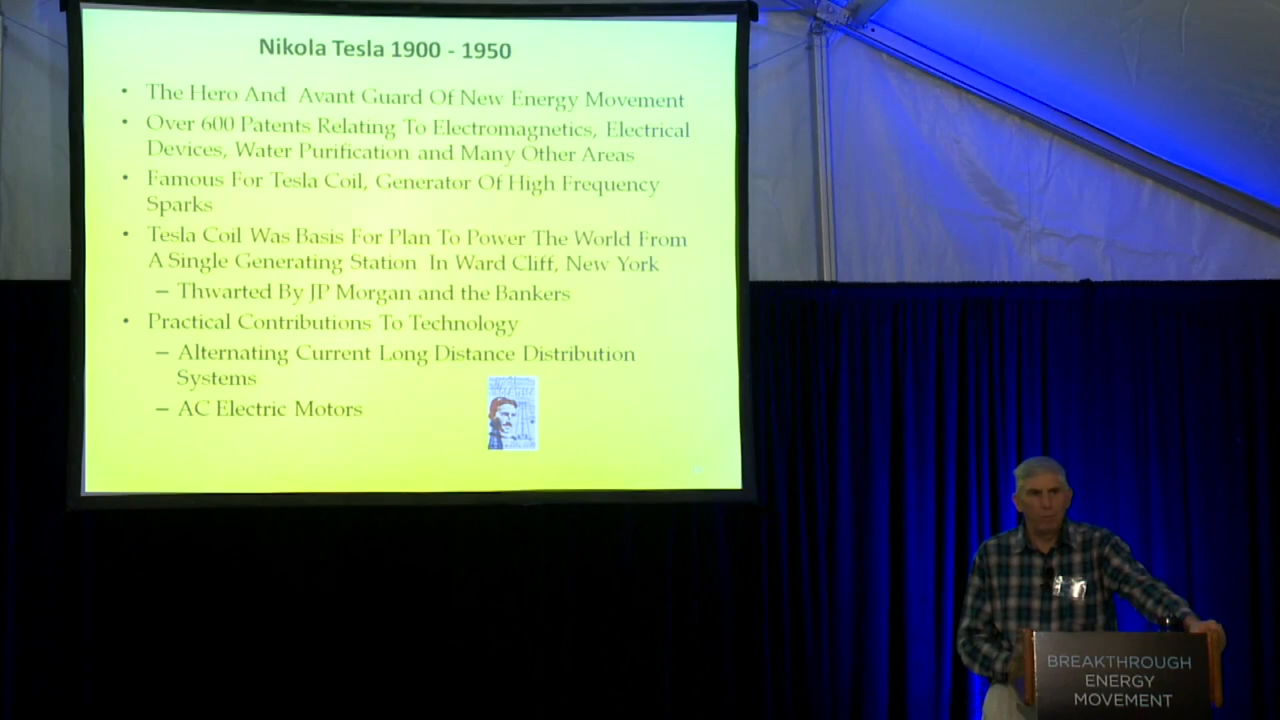 Nikola Tesla 1900 - 1950
• The Hero And Avant Guard Of New Energy Movement
• Over 600 Patents Relating To Electromagnetics, Electrical
Devices, Water Purification and Many Other Areas
• Famous For Tesla Coil, Generator Of High Frequency
Sparks
• Tesla Coil Was Basis For Plan To Power The World From
A Single Generating Station In Ward Cliff, New York
– Thwarted By JP Morgan and the Bankers
• Practical Contributions To Technology
– Alternating Current Long Distance Distribution
Systems
– AC Electric Motors
BREAKTHROUGH
ENERGY
MOVEMENT